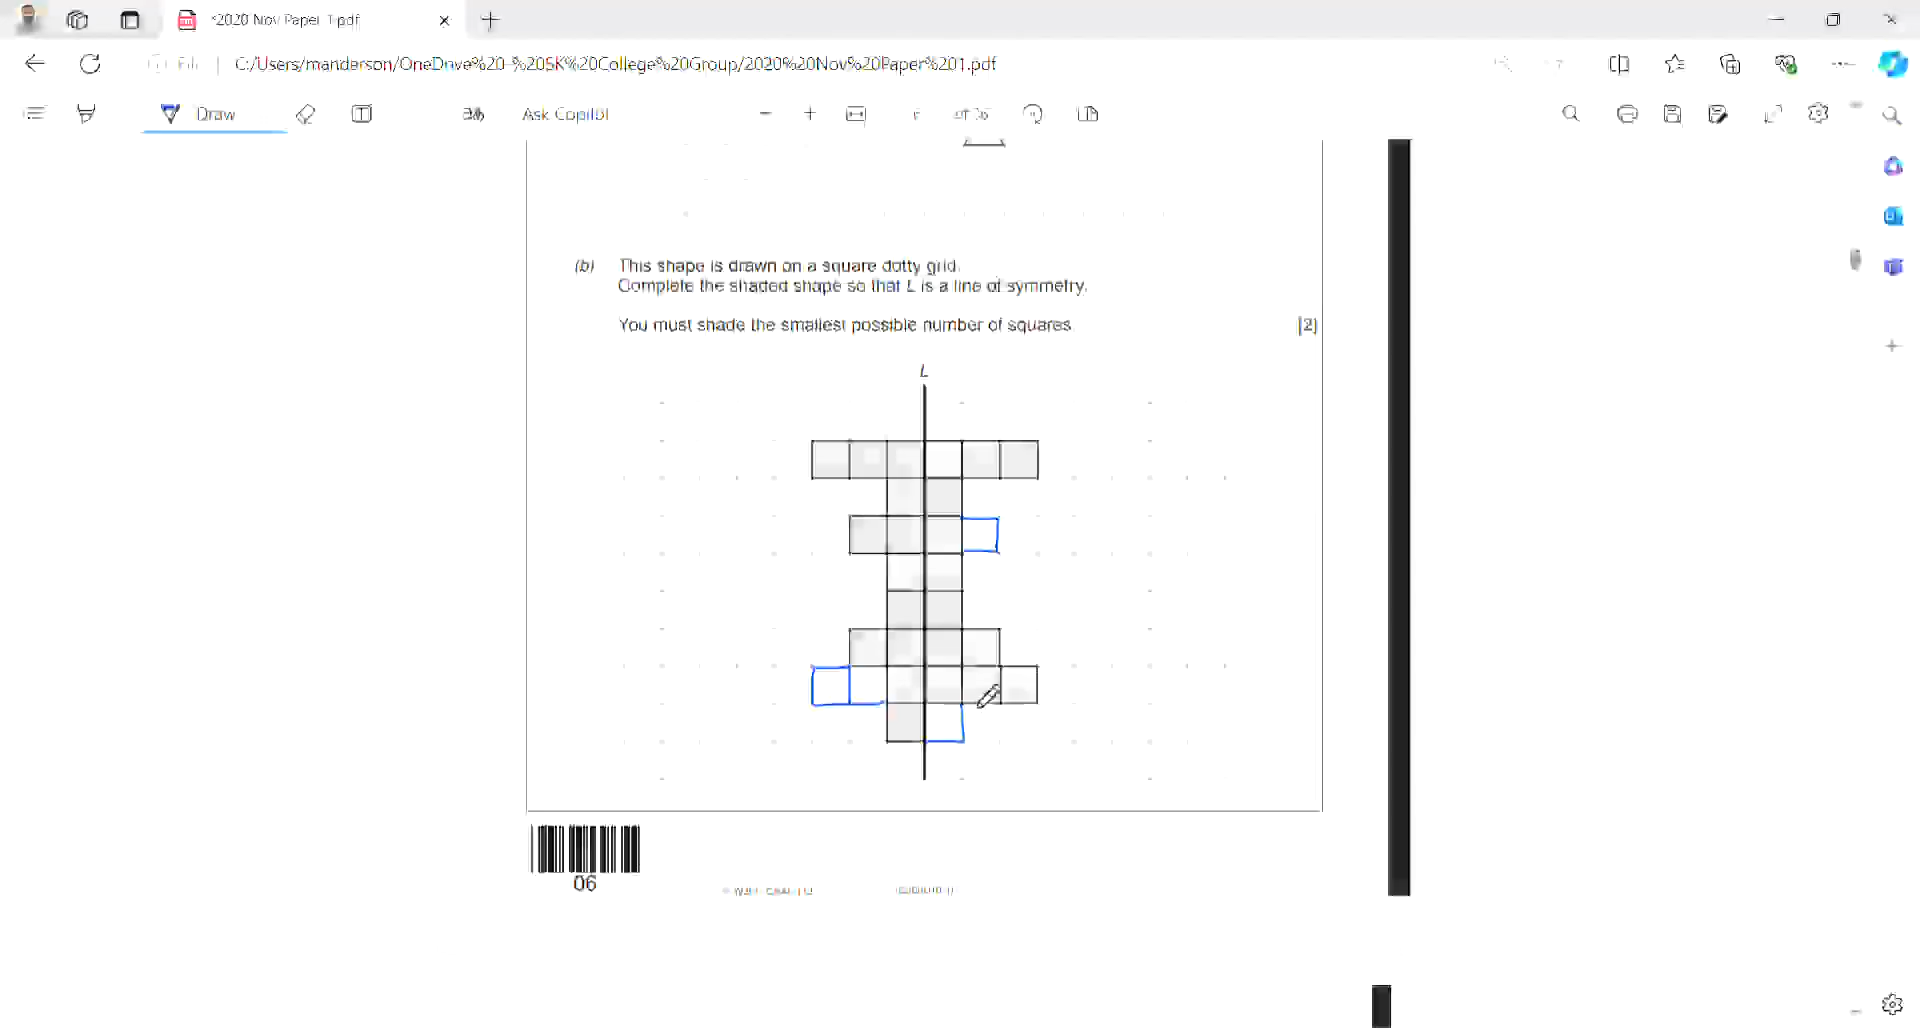 2020 Nov Paper 1.pdf
C:/Users/manderson/OneDrive%20-%20SK%20College%20Group/2020%20Nov%20Paper%201.pdf
Draw
Ask Copilot
(b) This shape is drawn on a square dotty grid.
Complete the shaded shape so that L is a line of symmetry.
You must shade the smallest possible number of squares.
[2]
L
06